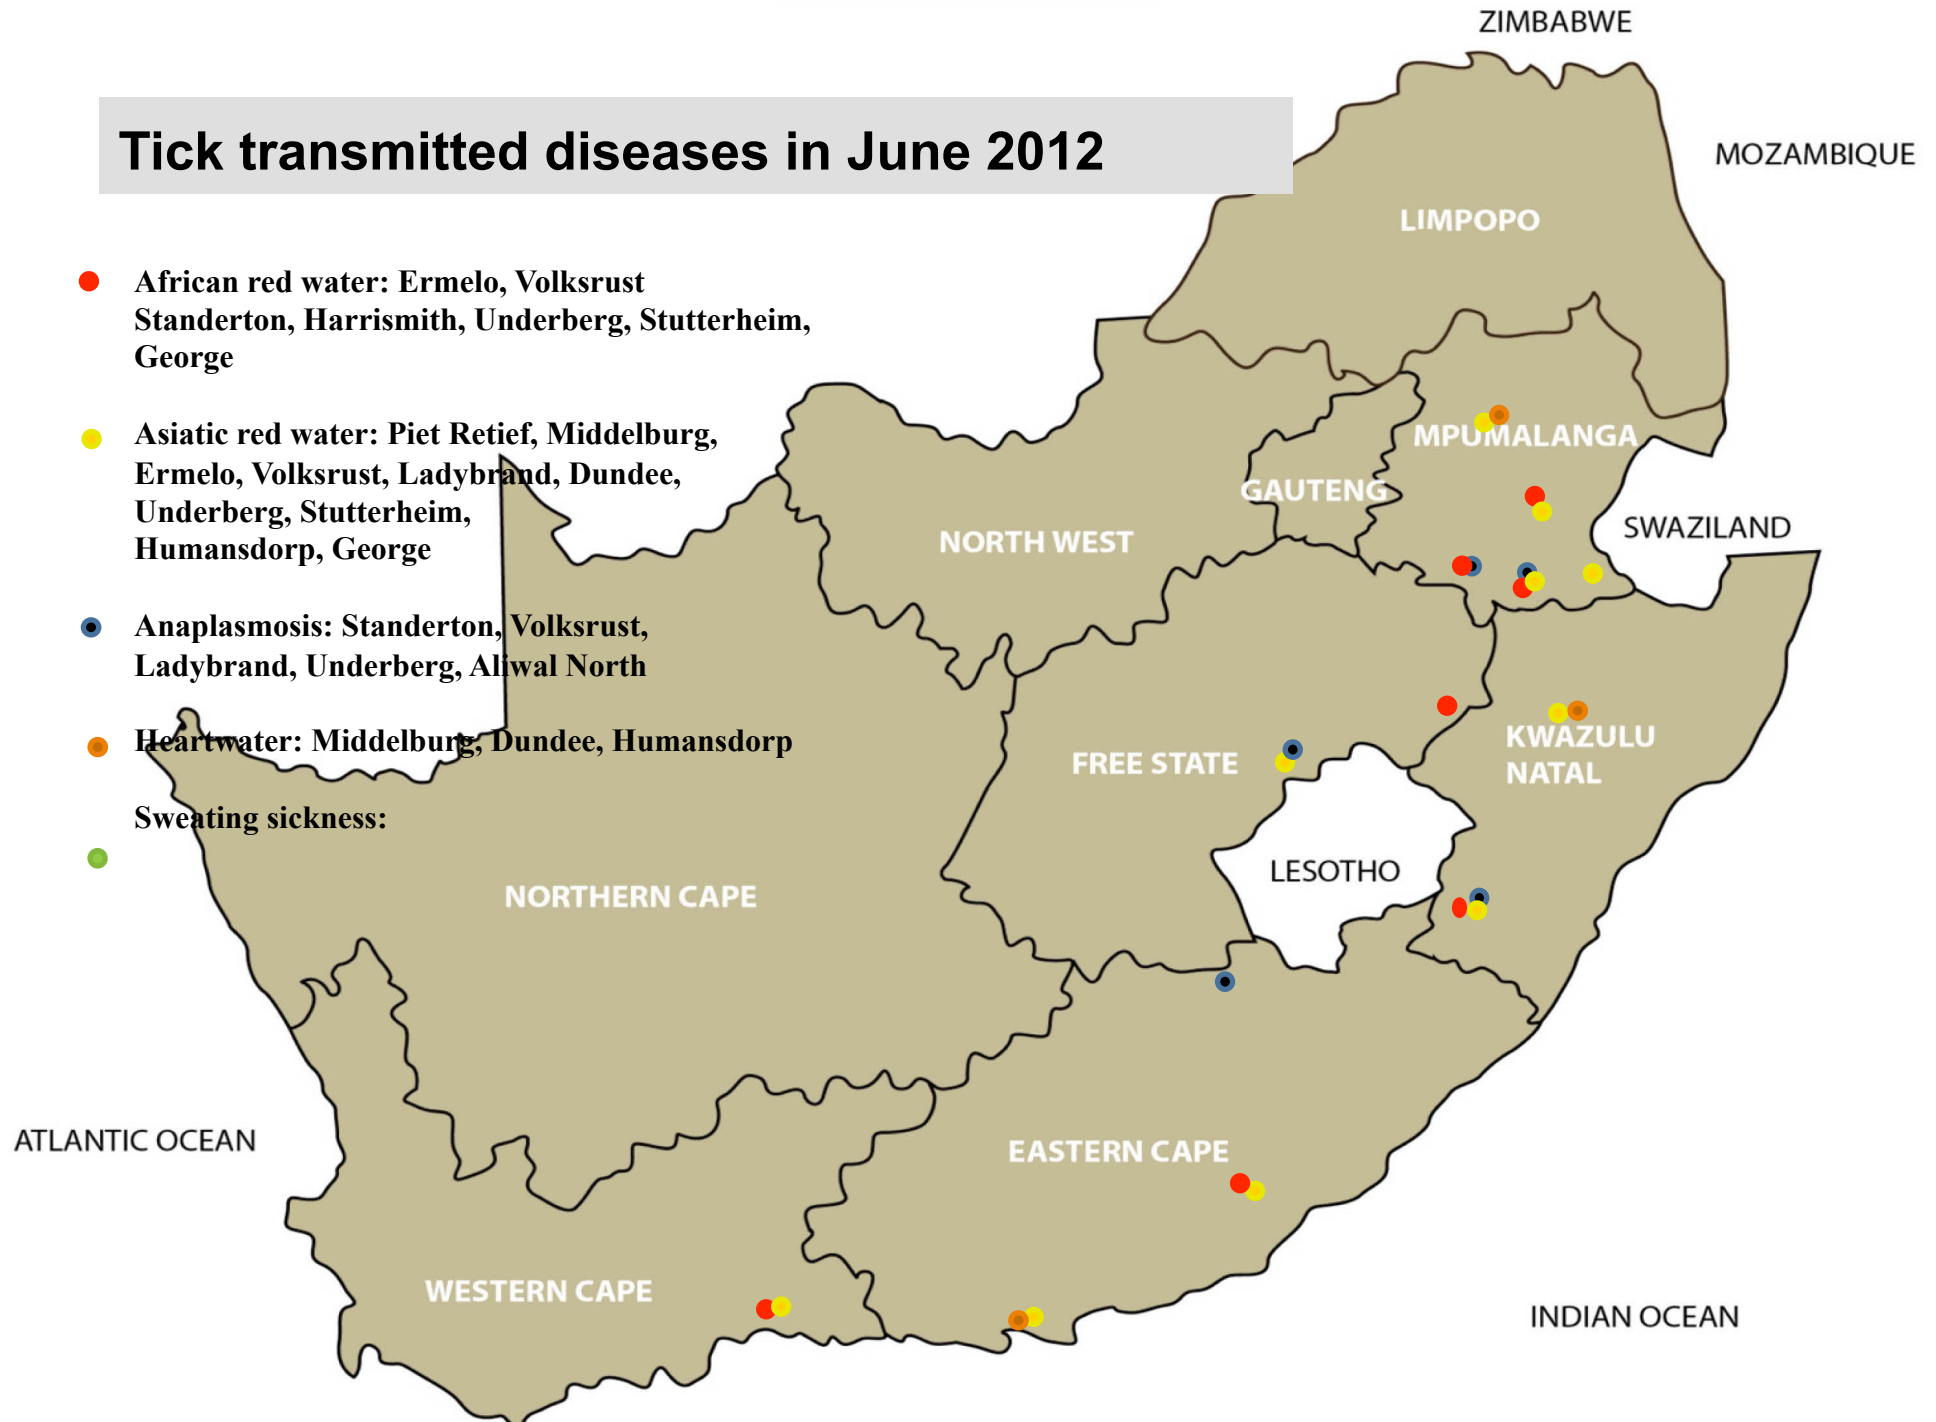 ZIMBABWE
Tick transmitted diseases in June 2012
MOZAMBIQUE
LIMPOPO
African red water: Ermelo, Volksrust
Standerton, Harrismith, Underberg, Stutterheim,
George
Asiatic red water: Piet Retief, Middelburg,
Ermelo, Volksrust, Ladybrand, Dundee,
Underberg, Stutterheim,
Humansdorp, George
Anaplasmosis: Standerton, Volksrust,
Ladybrand, Underberg, Aliwal North
Heartwater: Middelburg, Dundee, Humansdorp
Sweating sickness:
MPUMALANGA
GAUTENG
SWAZILAND
NORTH WEST
KWAZULU
NATAL
FREE STATE
LESOTHO
NORTHERN CAPE
ATLANTIC OCEAN
EASTERN CAPE
WESTERN CAPE
INDIAN OCEAN